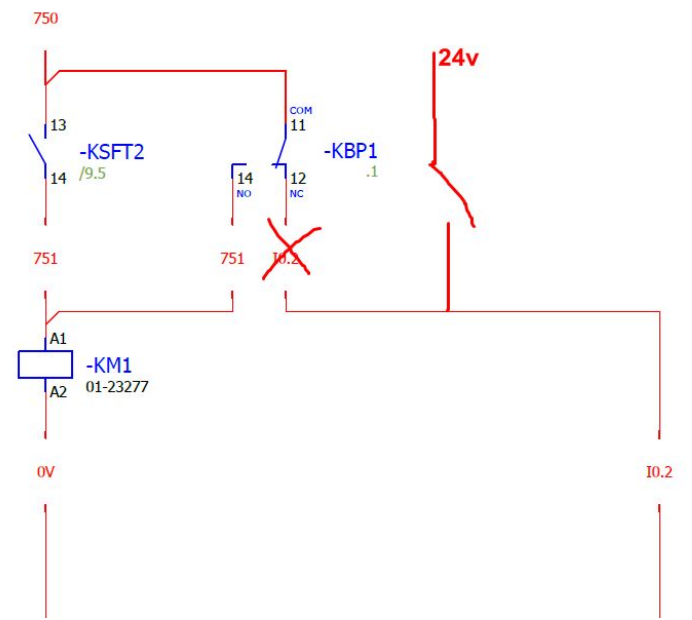 750
24v
COM
13
11
-KSFT2
-KBP1
/9.5
.1
14
14
12
NO
NC
751
751
I0.2
A1
-KM1
01-23277
A2
0V
I0.2